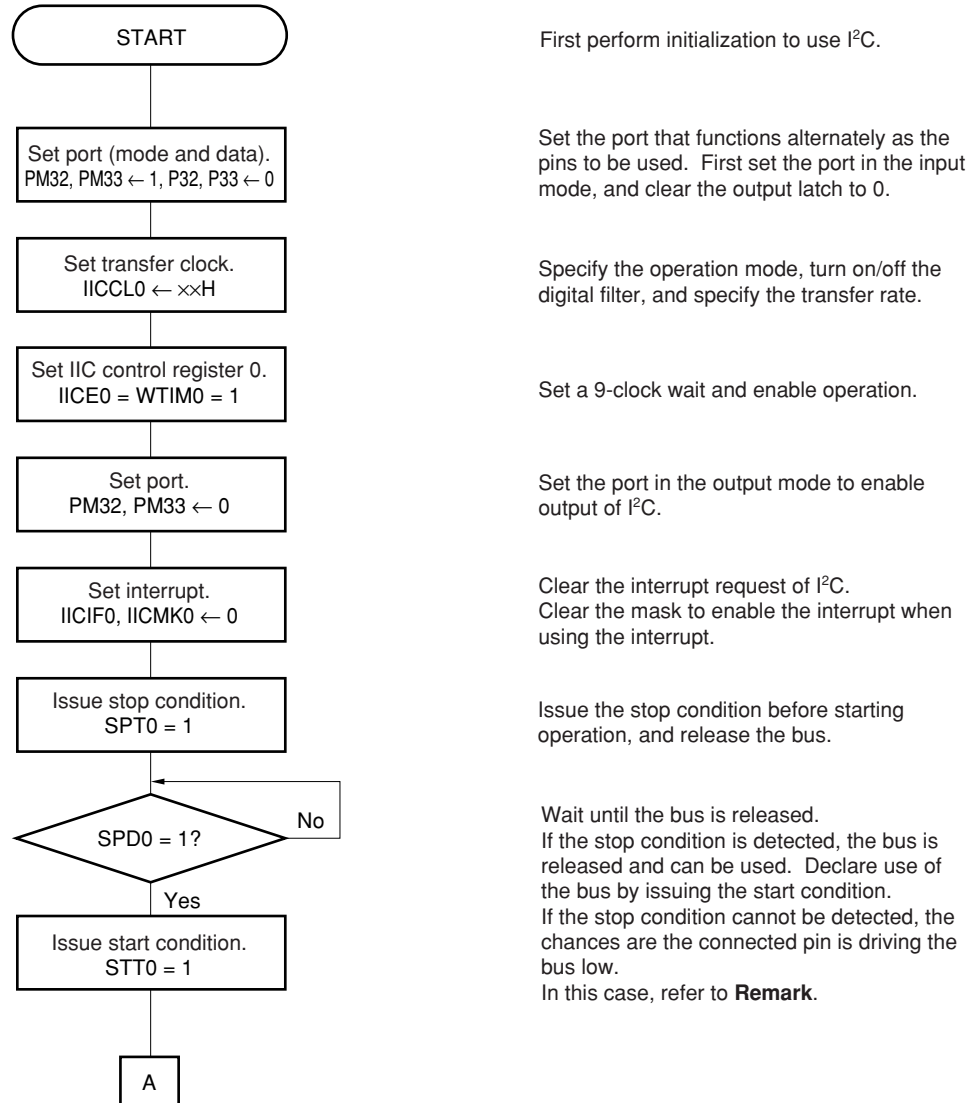 START
First perform initialization to use I²C.
Set port (mode and data).
PM32, PM33 ← 1, P32, P33 ← 0
Set the port that functions alternately as the
pins to be used. First set the port in the input
mode, and clear the output latch to 0.
Set transfer clock.
IICCL0 ← ××H
Specify the operation mode, turn on/off the
digital filter, and specify the transfer rate.
Set IIC control register 0.
IICE0 = WTIM0 = 1
Set a 9-clock wait and enable operation.
Set port.
PM32, PM33 ← 0
Set the port in the output mode to enable
output of I²C.
Set interrupt.
IICIF0, IICMK0 ← 0
Clear the interrupt request of I²C.
Clear the mask to enable the interrupt when
using the interrupt.
Issue stop condition.
SPT0 = 1
Issue the stop condition before starting
operation, and release the bus.
SPD0 = 1?
No
Yes
Wait until the bus is released.
If the stop condition is detected, the bus is
released and can be used. Declare use of
the bus by issuing the start condition.
If the stop condition cannot be detected, the
chances are the connected pin is driving the
bus low.
In this case, refer to Remark.
Issue start condition.
STT0 = 1
A